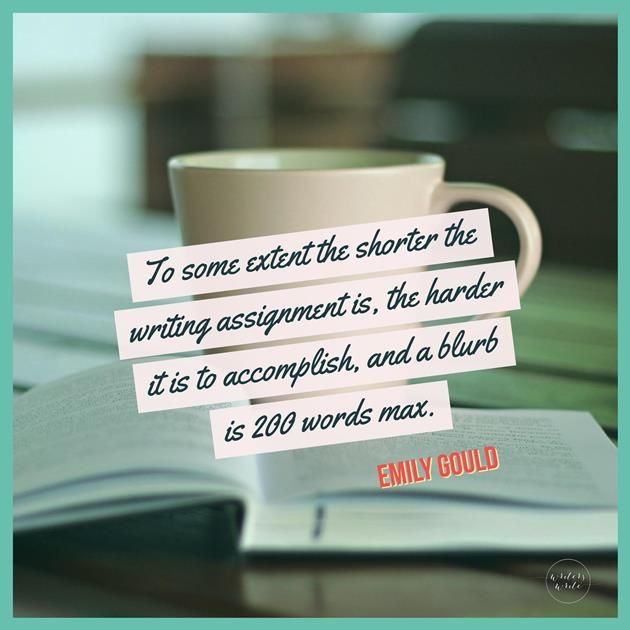 To some extent the shorter the
writing assignment is, the harder
it is to accomplish, and a blurb
is 200 words max.
EMILY GOULD
writers
write